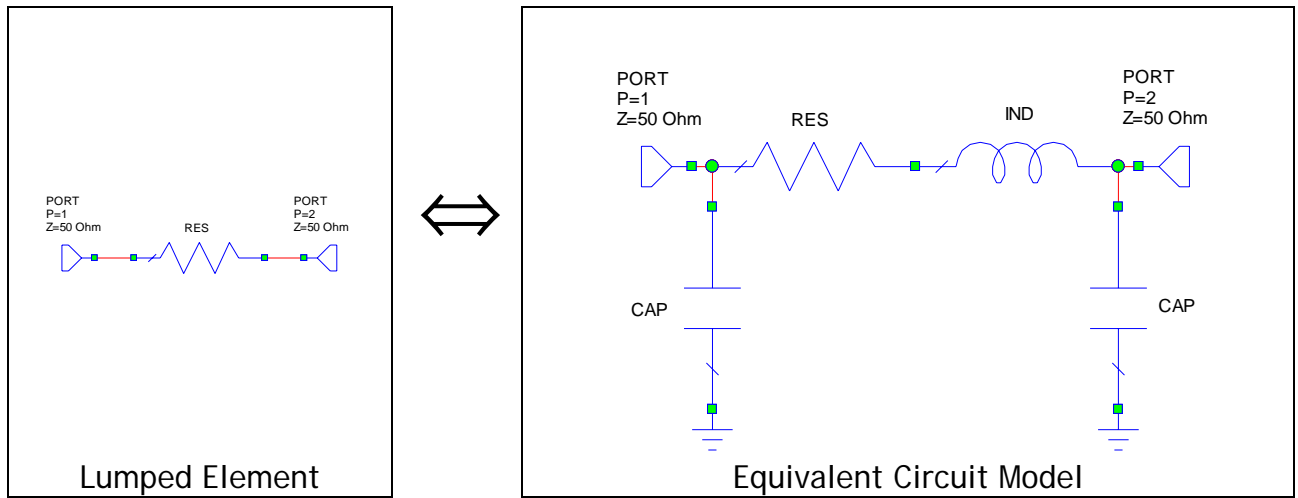 PORT
P=1
Z=50 Ohm
RES
PORT
P=2
Z=50 Ohm
Lumped Element
PORT
P=1
Z=50 Ohm
RES
IND
PORT
P=2
Z=50 Ohm
CAP
CAP
Equivalent Circuit Model